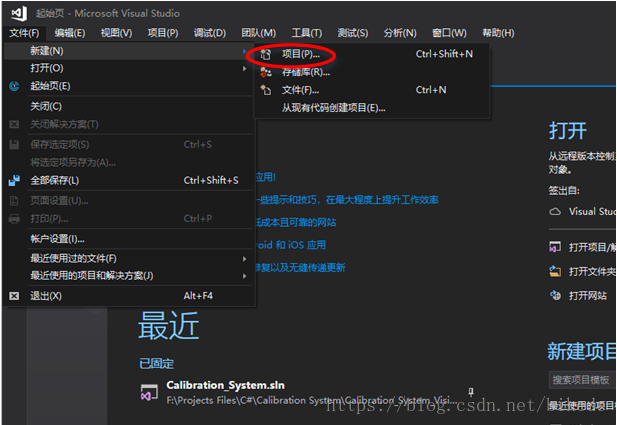 起始页 - Microsoft Visual Studio
文件(F) 编辑(E) 视图(V) 项目(P) 调试(D) 团队(M) 工具(T) 测试(S) 分析(N) 窗口(W) 帮助(H)
新建(N)
打开(O)
起始页(E)
关闭(C)
关闭解决方案(T)
保存选定项(S) Ctrl+S
将选定项另存为(A)...
全部保存(L) Ctrl+Shift+S
页面设置(U)...
打印(P)... Ctrl+P
帐户设置(I)...
最近使用过的文件(F)
最近使用的项目和解决方案(J)
退出(X) Alt+F4
项目(P)... Ctrl+Shift+N
存储库(R)...
文件(F)... Ctrl+N
从现有代码创建项目(E)...
应用!
一些提示和技巧，在最大程度上提升工作效率
低成本且可靠的网站
oid 和 iOS 应用
修复以及无缝传递更新
最近
已固定
Calibration_System.sln
F:\Projects Files\C#\Calibration System\Calibration System Visi...
打开
从远程版本控制
对象。
签出自:
Visual Stu
打开项目/解
打开文件夹
打开网站
新建项目
搜索项目模板
最近使用的项目
https://blog.csdn.net/